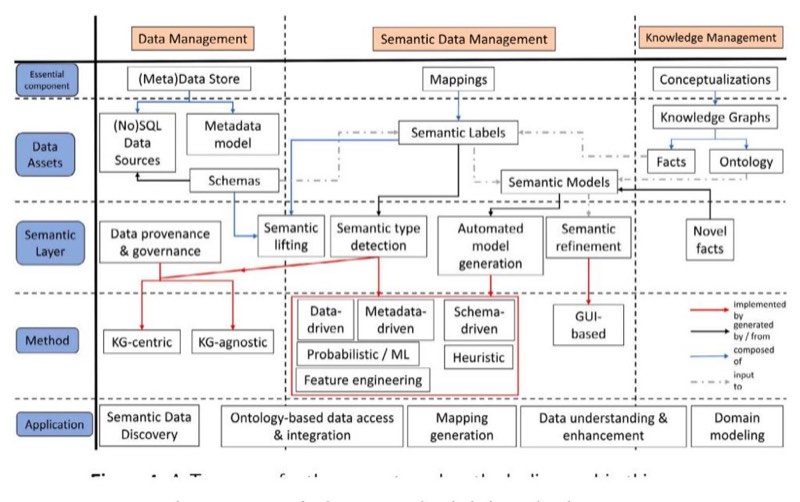 Data Management
Semantic Data Management
Knowledge Management
Essential
component
(Meta)Data Store
Mappings
Conceptualizations
Data
Assets
(No)SQL
Data
Sources
Metadata
model
Semantic Labels
Knowledge Graphs
Facts
Ontology
Schemas
Semantic Models
Semantic
Layer
Data provenance
& governance
Semantic
lifting
Semantic type
detection
Automated
model
generation
Semantic
refinement
Novel
facts
Method
KG-centric
KG-agnostic
Data-
driven
Metadata-
driven
Schema-
driven
Probabilistic / ML
Heuristic
Feature engineering
GUI-
based
implemented
by
generated
by / from
composed
of
input
to
Application
Semantic Data
Discovery
Ontology-based data access
& integration
Mapping
generation
Data understanding &
enhancement
Domain
modeling